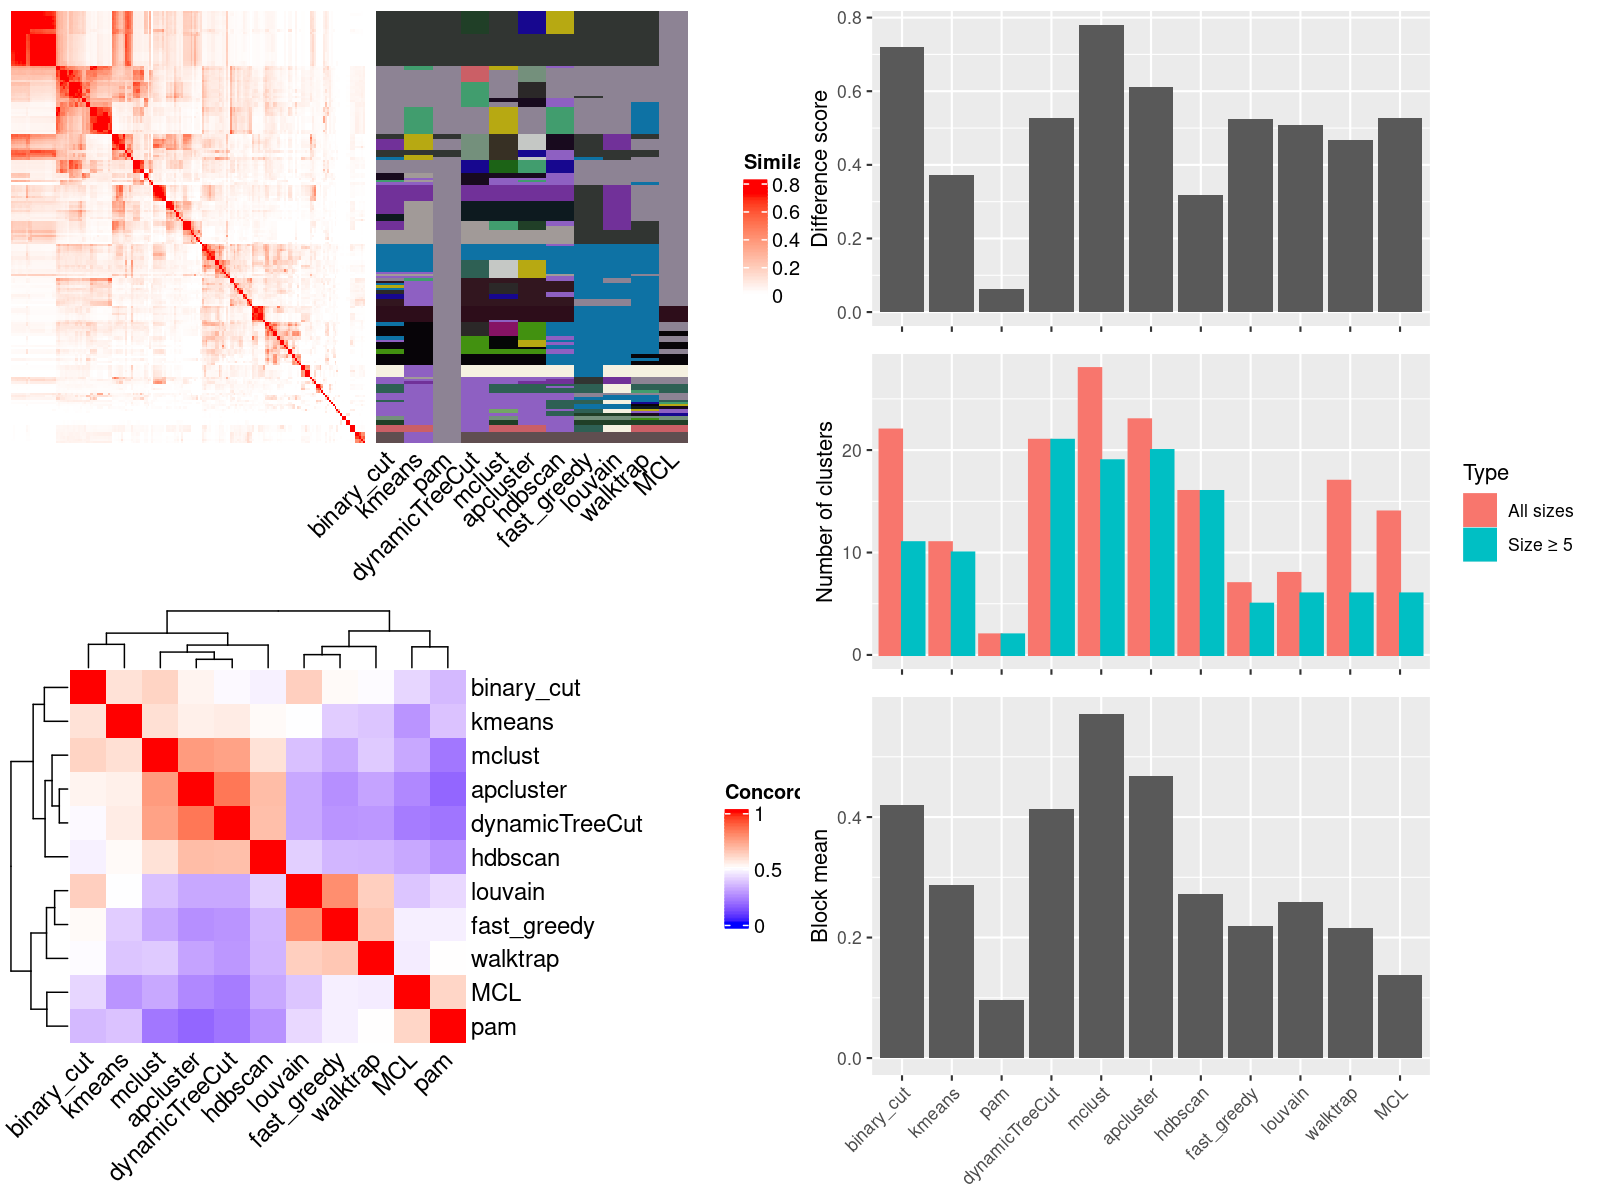 Simila
0.8
0.6
0.4
0.2
0
binary_cut
kmeans
pam
dynamicTreeCut
mclust
apcluster
hdbscan
fast_greedy
louvain
walktrap
MCL
Difference score
0.8
0.6
0.4
0.2
0.0
Number of clusters
20
10
0
Type
All sizes
Size ≥ 5
binary_cut
kmeans
mclust
apcluster
dynamicTreeCut
hdbscan
louvain
fast_greedy
walktrap
MCL
pam
binary_cut
kmeans
mclust
apcluster
dynamicTreeCut
hdbscan
louvain
fast_greedy
walktrap
MCL
pam
Concord
1
0.5
0
Block mean
0.4
0.2
0.0
binary_cut
kmeans
pam
dynamicTreeCut
mclust
apcluster
hdbscan
fast_greedy
louvain
walktrap
MCL